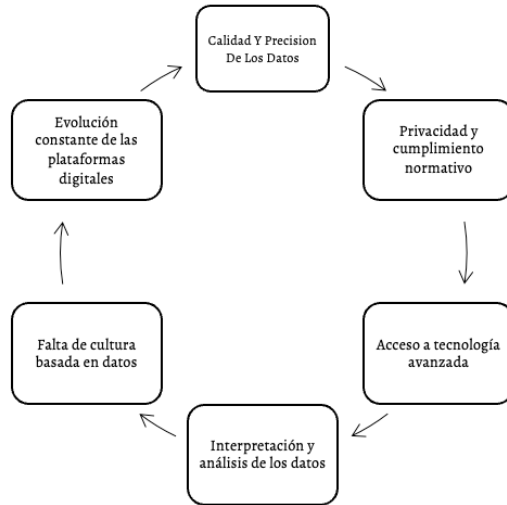 Calidad Y Precision
De Los Datos
Privacidad y
cumplimiento
normativo
Acceso a tecnología
avanzada
Interpretación y
análisis de los datos
Falta de cultura
basada en datos
Evolución
constante de las
plataformas
digitales